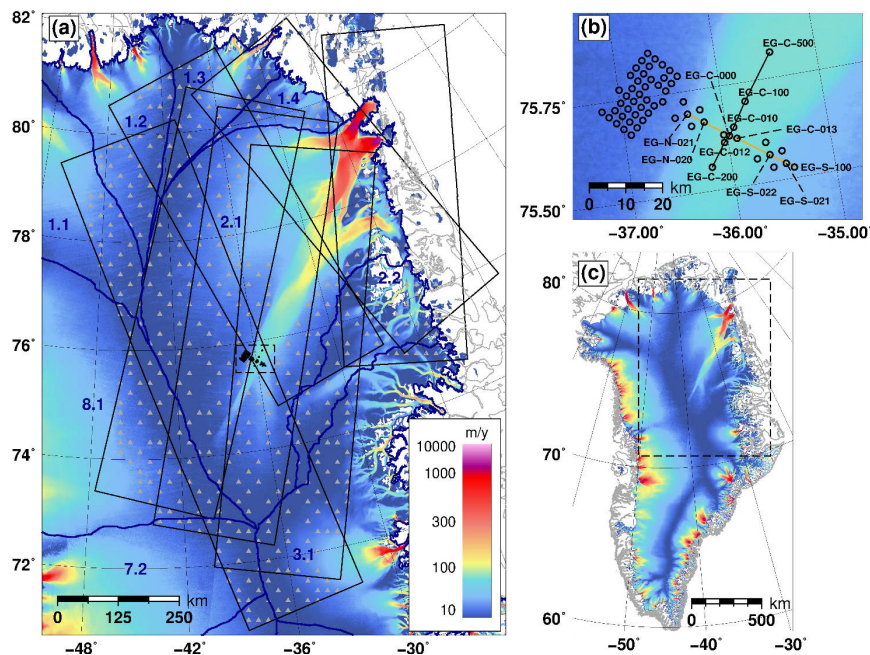 (a)
82°
80°
78°
76°
74°
72°
1.1
1.2
1.3
1.4
2.1
2.2
8.1
7.2
3.1
m/y
10000
1000
300
100
10
0 125 250
km
−48 −42 −36 −30
(b)
EG-C-500
EG-C-000
EG-C-100
EG-C-010
EG-C-013
EG-N-021
EG-C-012
EG-S-100
EG-N-020
EG-C-200
EG-S-022
EG-S-021
75.75
75.50
0 10 20
km
−37.00 −36.00 −35.00
(c)
80°
70°
60°
0 500
km
−50 −40 −30